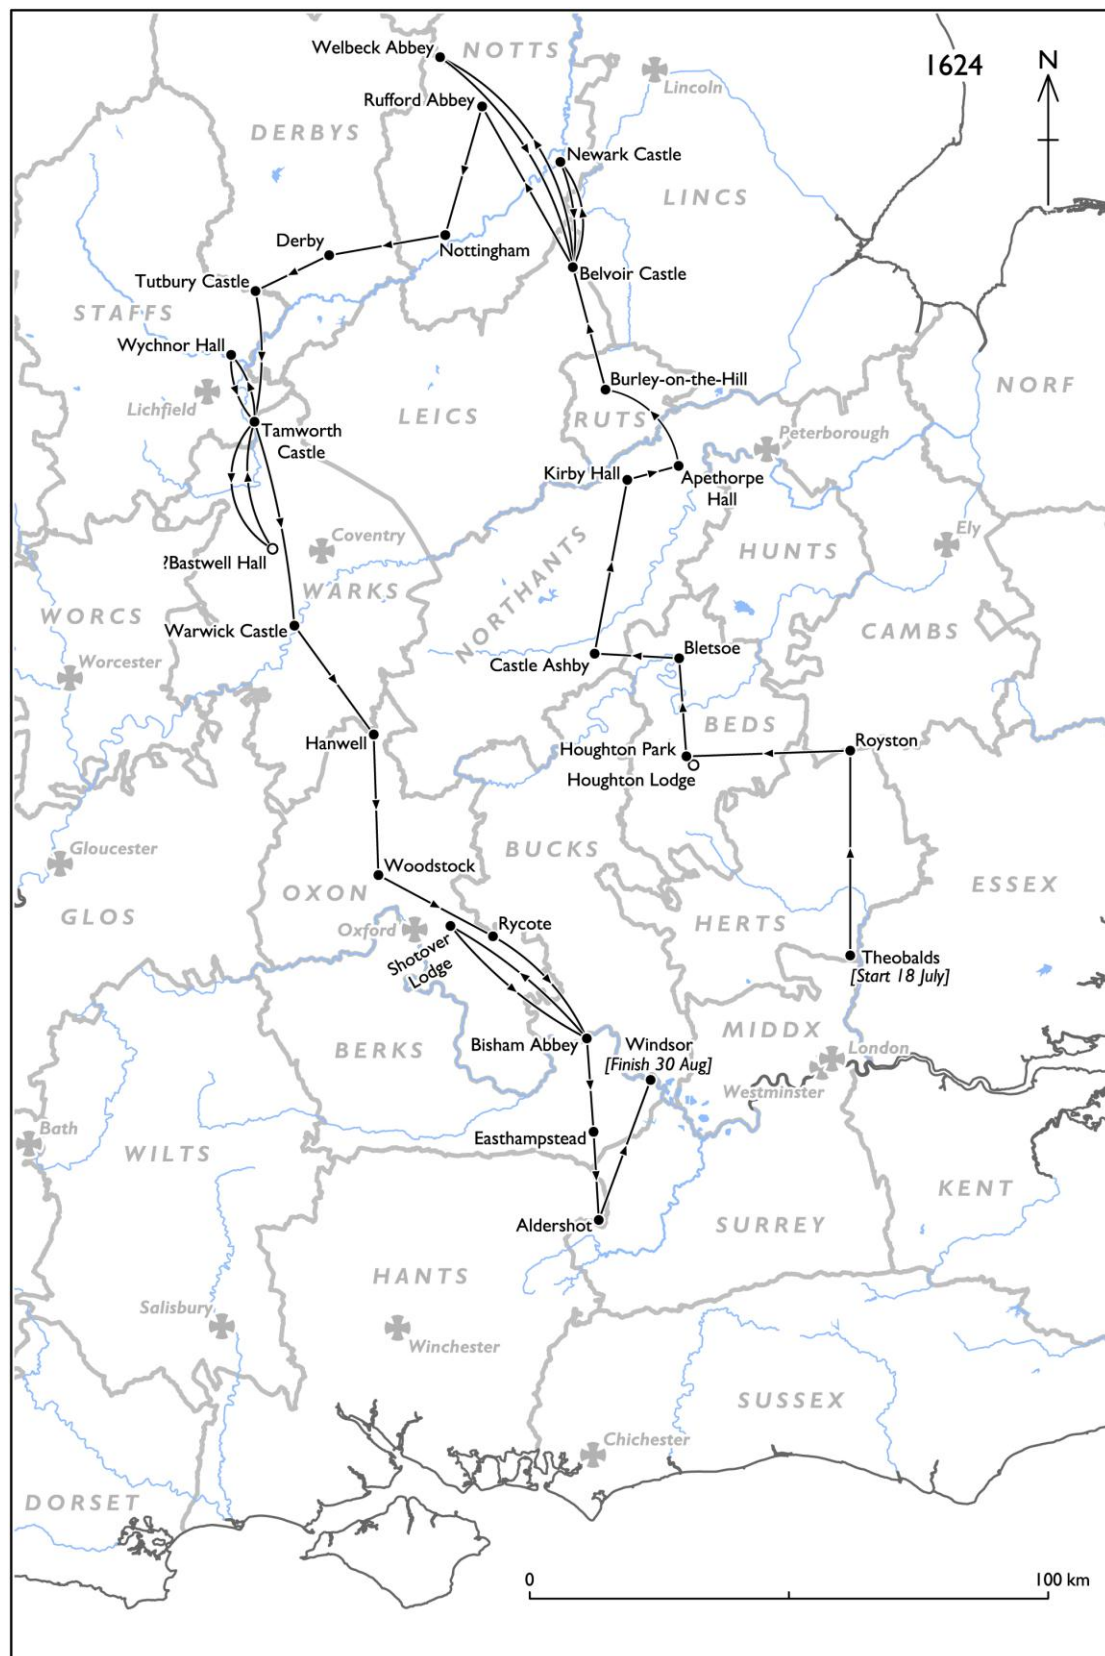 Welbeck Abbey
NOTTS
1624
N
Lincoln
Rufford Abbey
DERBYS
Newark Castle
LINCS
Derby
Nottingham
Belvoir Castle
Tutbury Castle
STAFFS
Wychnor Hall
Burley-on-the-Hill
NORF
Lichfield
LEICS
RUTS
Tamworth
Castle
Peterborough
Kirby Hall
Apethorpe
Hall
Coventry
Ely
?Bastwell Hall
HUNTS
WARKS
NORTHANTS
WORCS
Warwick Castle
CAMBS
Worcester
Castle Ashby
Bletsoe
BEDS
Hanwell
Houghton Park
Royston
Houghton Lodge
Gloucester
BUCKS
Woodstock
ESSEX
OXON
GLOS
HERTS
Oxford
Rycote
Shotover
Lodge
Theobalds
[Start 18 July]
MIDDX
BERKS
Bisham Abbey
Windsor
[Finish 30 Aug]
London
Westminster
Bath
Easthampstead
WILTS
KENT
Aldershot
SURREY
HANTS
Salisbury
Winchester
SUSSEX
Chichester
DORSET
0
100 km